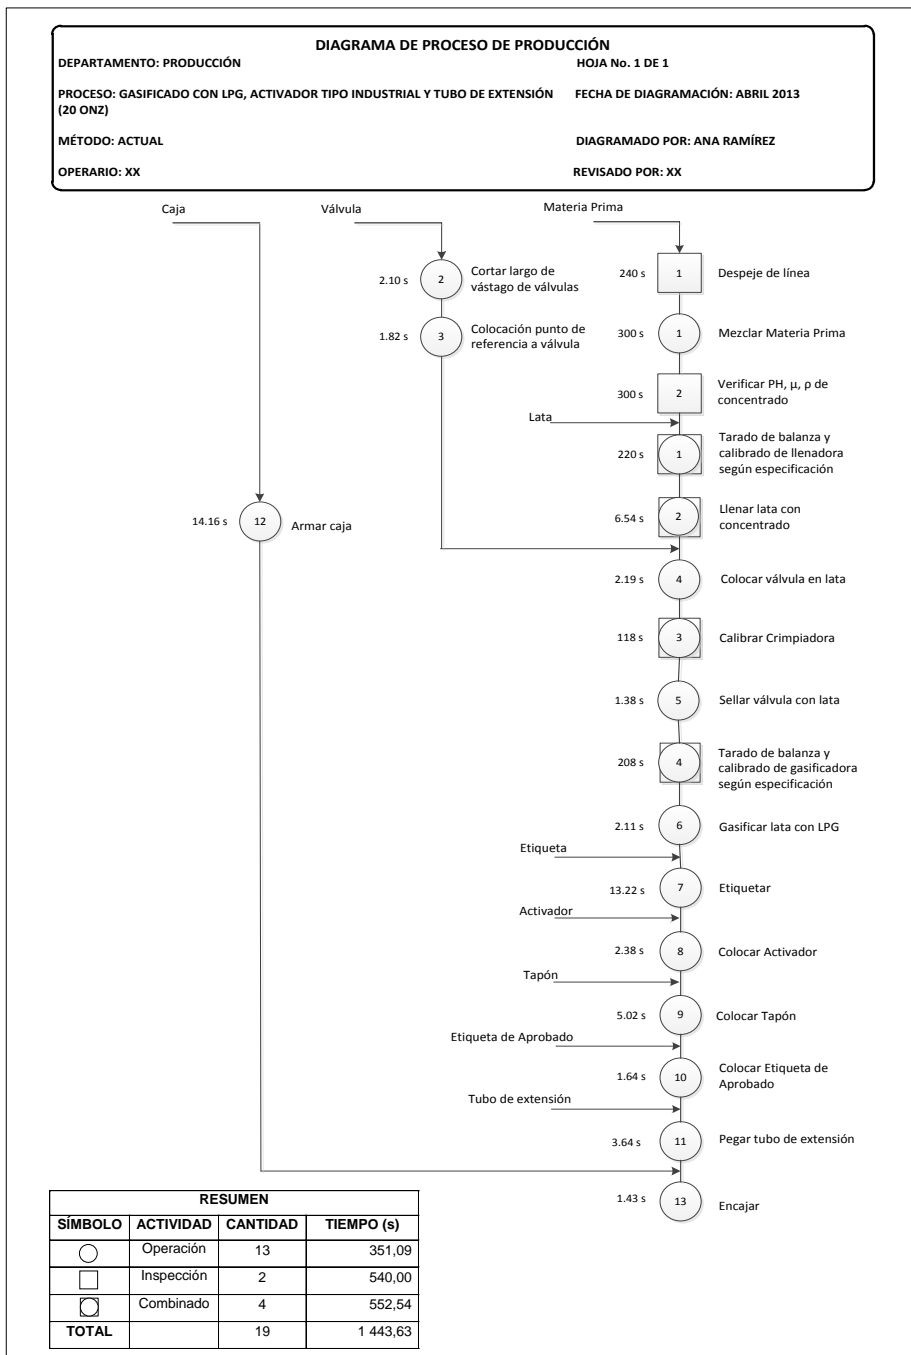 DIAGRAMA DE PROCESO DE PRODUCCIÓN
DEPARTAMENTO: PRODUCCIÓN
HOJA No. 1 DE 1
PROCESO: GASIFICADO CON LPG, ACTIVADOR TIPO INDUSTRIAL Y TUBO DE EXTENSIÓN
(20 ONZ)
FECHA DE DIAGRAMACIÓN: ABRIL 2013
MÉTODO: ACTUAL
DIAGRAMADO POR: ANA RAMÍREZ
OPERARIO: XX
REVISADO POR: XX
Caja
Válvula
Materia Prima
2.10 s
2
Cortar largo de
vástago de válvulas
240 s
1
Despeje de línea
1.82 s
3
Colocación punto de
referencia a válvula
300 s
1
Mezclar Materia Prima
300 s
2
Verificar PH, µ, ρ de
concentrado
Lata
220 s
1
Tarado de balanza y
calibrado de llenadora
según especificación
14.16 s
12
Armar caja
6.54 s
2
Llenar lata con
concentrado
2.19 s
4
Colocar válvula en lata
118 s
3
Calibrar Crimpiadora
1.38 s
5
Sellar válvula con lata
208 s
4
Tarado de balanza y
calibrado de gasificadora
según especificación
2.11 s
6
Gasificar lata con LPG
Etiqueta
13.22 s
7
Etiquetar
Activador
2.38 s
8
Colocar Activador
Tapón
5.02 s
9
Colocar Tapón
Etiqueta de Aprobado
1.64 s
10
Colocar Etiqueta de
Aprobado
Tubo de extensión
3.64 s
11
Pegar tubo de extensión
1.43 s
13
Encajar
RESUMEN
SÍMBOLO ACTIVIDAD CANTIDAD TIEMPO (s)
Operación 13 351,09
Inspección 2 540,00
Combinado 4 552,54
TOTAL 19 1 443,63